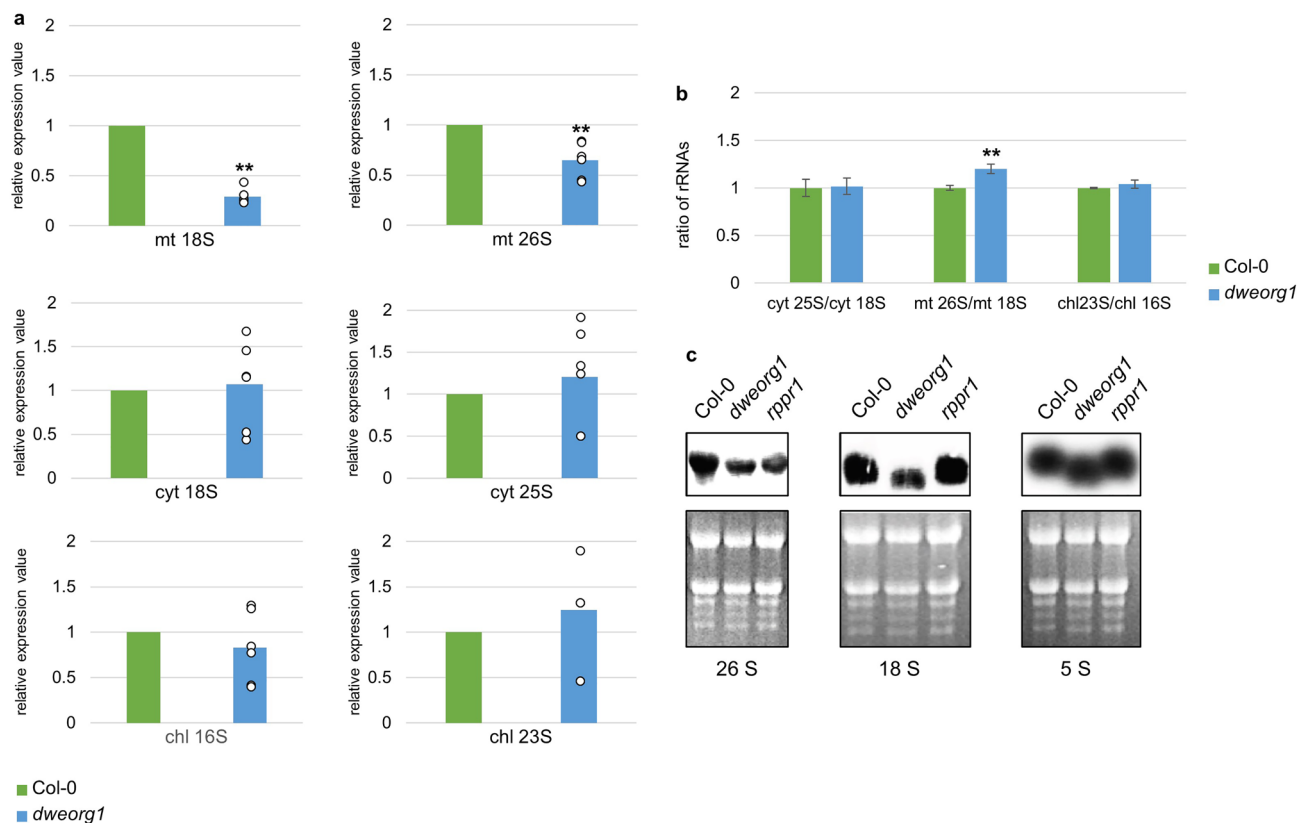 a
relative expression value
2
1.5
1
0.5
0
**
mt 18S
relative expression value
2
1.5
1
0.5
0
**
mt 26S
relative expression value
2
1.5
1
0.5
0
cyt 18S
relative expression value
2
1.5
1
0.5
0
cyt 25S
relative expression value
2
1.5
1
0.5
0
chl 16S
relative expression value
2
1.5
1
0.5
0
chl 23S
Col-0
dweorg1
b
ratio of rRNAs
2
1.5
1
0.5
0
**
cyt 25S/cyt 18S mt 26S/mt 18S chl23S/chl 16S
Col-0
dweorg1
c
Col-0 dweorg1 rppr1
Col-0 dweorg1 rppr1
Col-0 dweorg1 rppr1
26 S
18 S
5 S